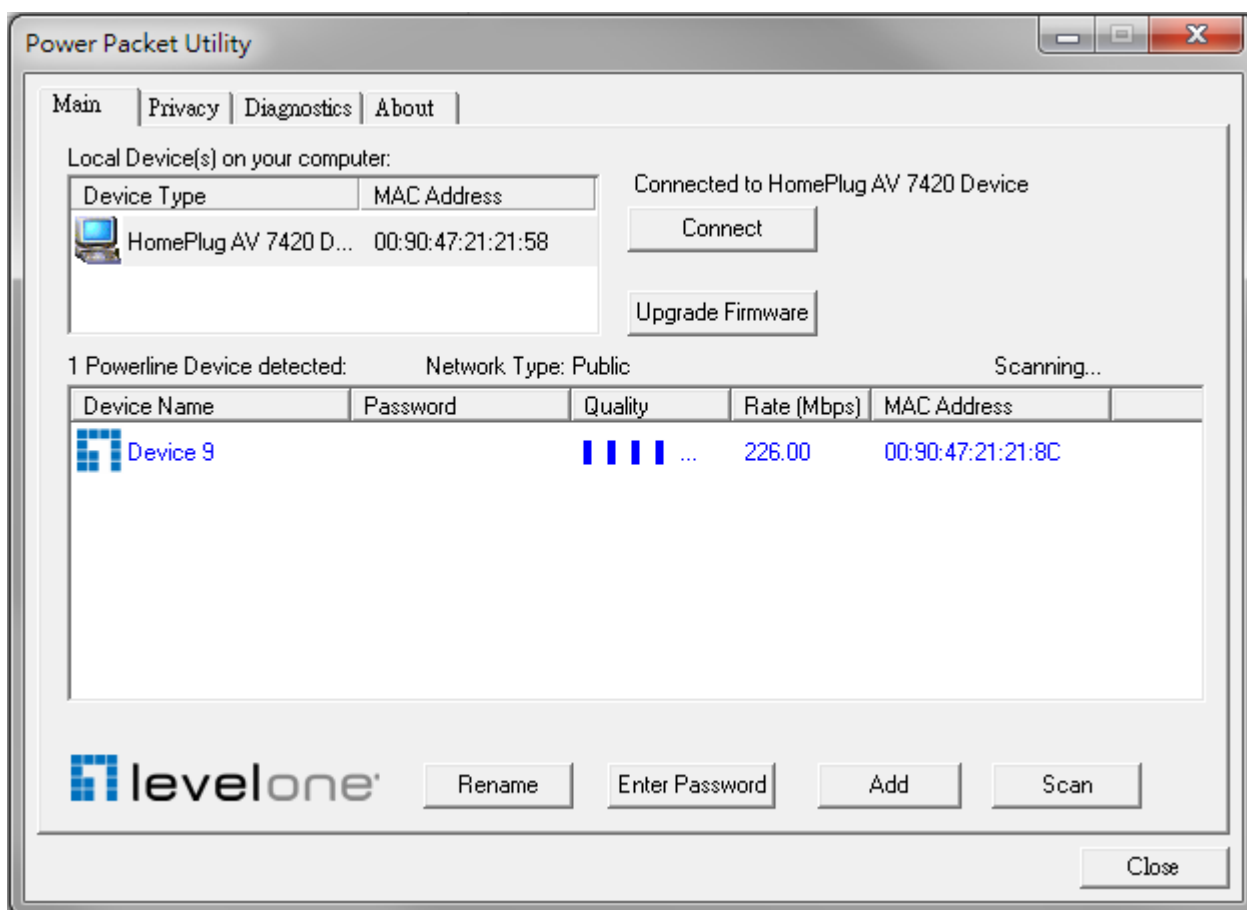 Power Packet Utility
Main Privacy Diagnostics About
Local Device(s) on your computer:
Device Type MAC Address
HomePlug AV 7420 D... 00:90:47:21:21:58
Connected to HomePlug AV 7420 Device
Connect
Upgrade Firmware
1 Powerline Device detected: Network Type: Public Scanning...
Device Name Password Quality Rate (Mbps) MAC Address
Device 9 ... 226.00 00:90:47:21:21:8C
levelone
Rename Enter Password Add Scan
Close